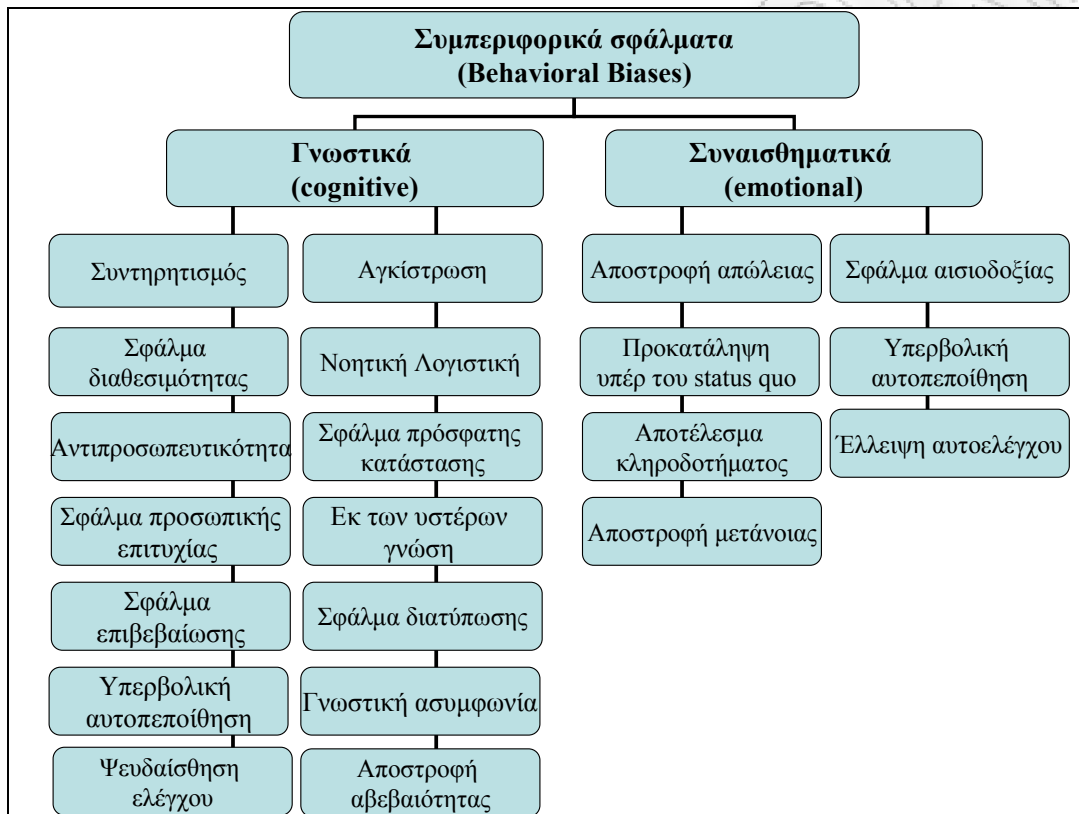 Συμπεριφορικά σφάλματα
(Behavioral Biases)
Γνωστικά
(cognitive)
Συναισθηματικά
(emotional)
Συντηρητισμός
Σφάλμα
διαθεσιμότητας
Αντιπροσωπευτικότητα
Σφάλμα προσωπικής
επιτυχίας
Σφάλμα
επιβεβαίωσης
Υπερβολική
αυτοπεποίθηση
Ψευδαίσθηση
ελέγχου
Αγκίστρωση
Νοητική Λογιστική
Σφάλμα πρόσφατης
κατάστασης
Εκ των υστέρων
γνώση
Σφάλμα διατύπωσης
Γνωστική ασυμφωνία
Αποστροφή
αβεβαιότητας
Αποστροφή απώλειας
Προκατάληψη
υπέρ του status quo
Αποτέλεσμα
κληροδοτήματος
Αποστροφή μετάνοιας
Σφάλμα αισιοδοξίας
Υπερβολική
αυτοπεποίθηση
Έλλειψη αυτοελέγχου